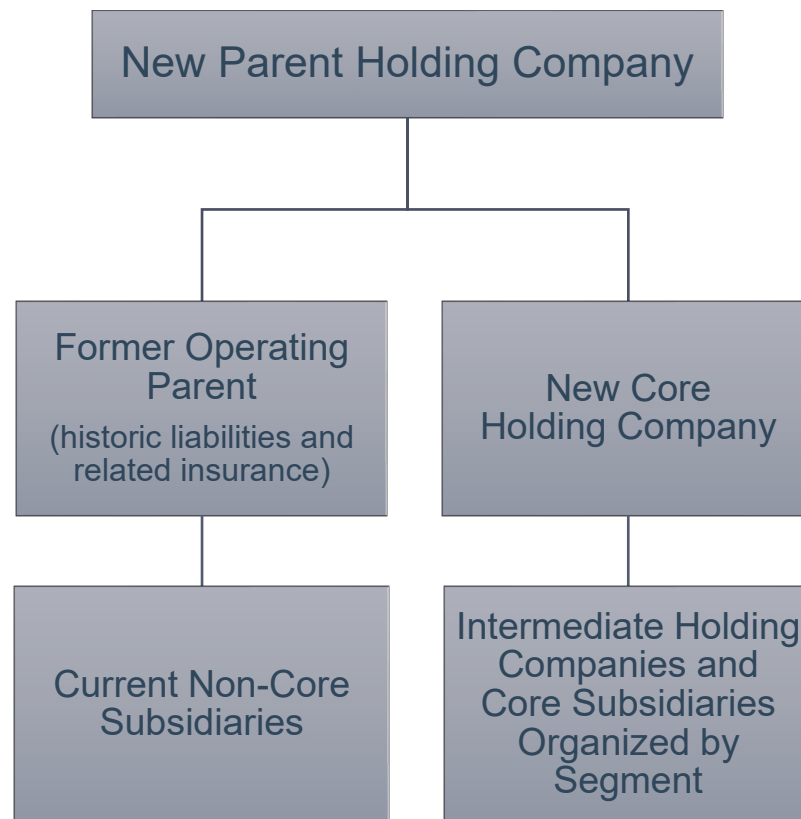 New Parent Holding Company
Former Operating
Parent
(historic liabilities and
related insurance)
New Core
Holding Company
Current Non-Core
Subsidiaries
Intermediate Holding
Companies and
Core Subsidiaries
Organized by
Segment